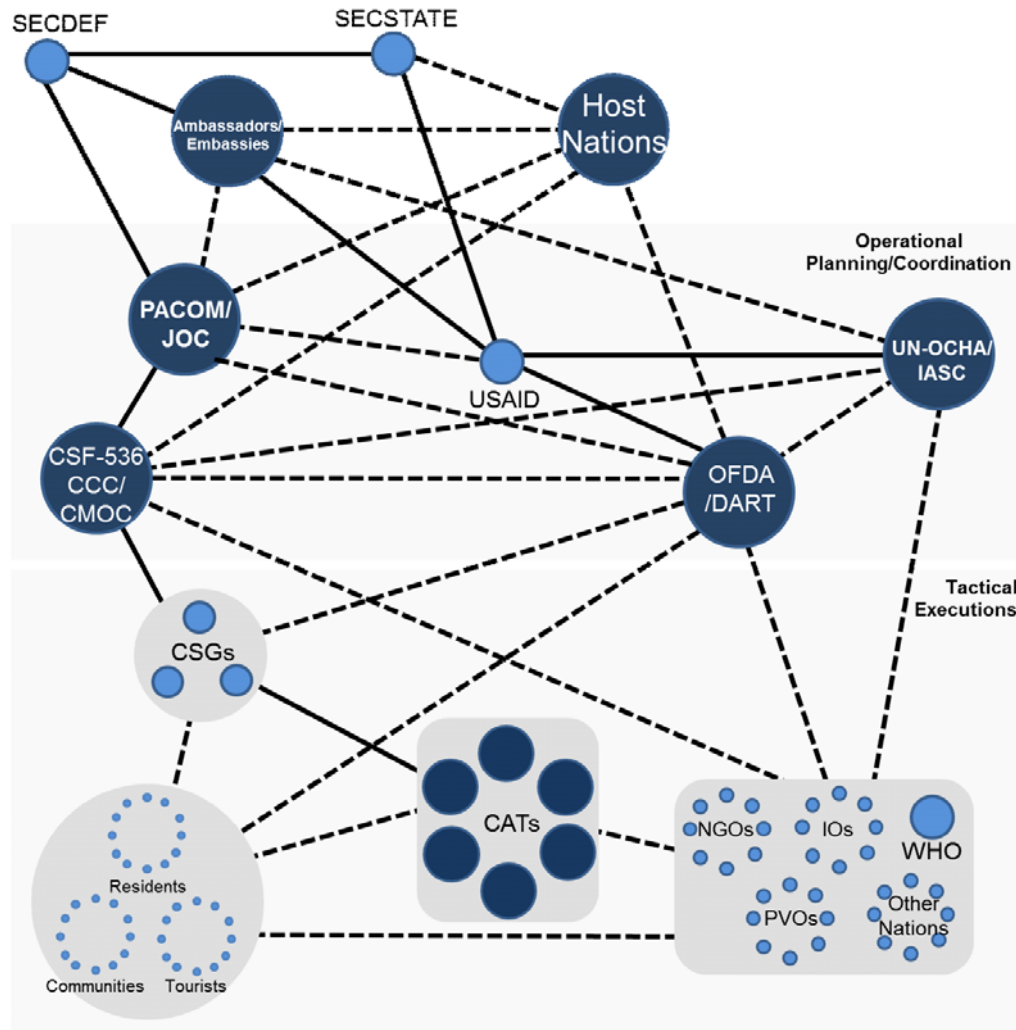 SECDEF
SECSTATE
Ambassadors/
Embassies
Host
Nations
Operational
Planning/Coordination
PACOM/
JOC
USAID
UN-OCHA/
IASC
CSF-536
CCC/
CMOC
OFDA
/DART
Tactical
Executions
CSGs
CATs
NGOs
IOs
WHO
PVOs
Other
Nations
Residents
Communities
Tourists